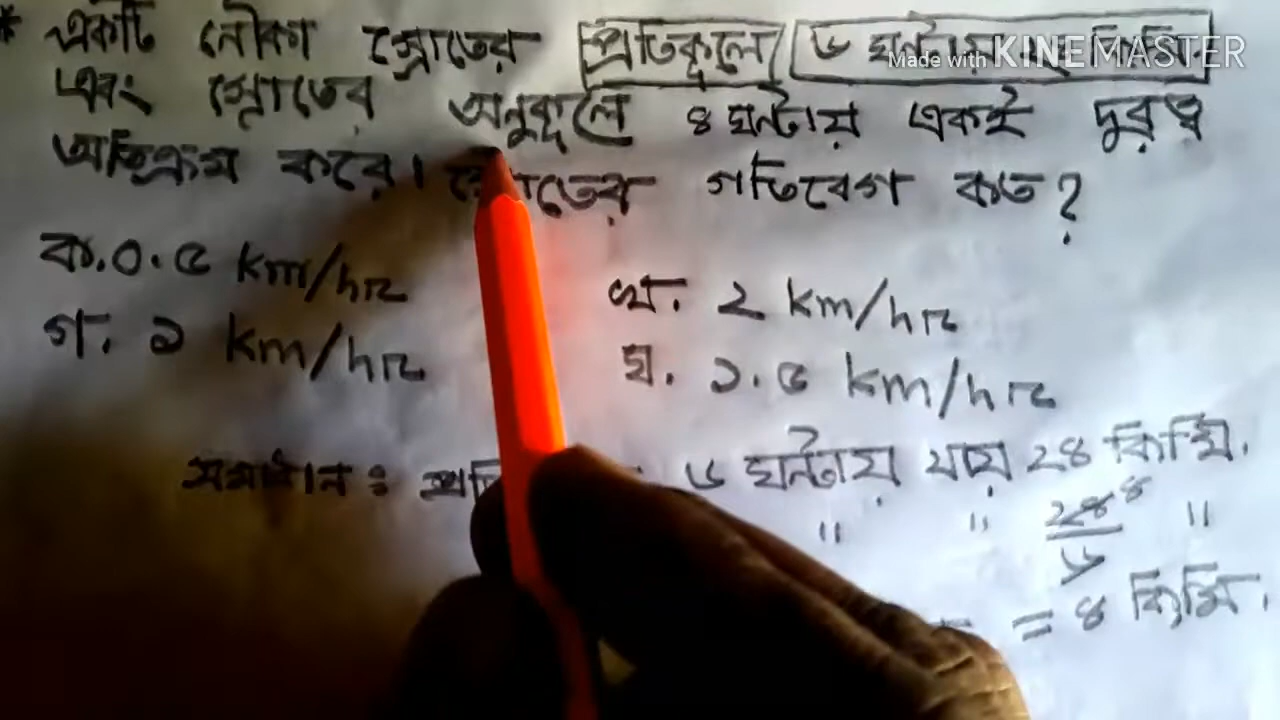 * একটি নৌকা স্রোতের প্রতিকূলে ৬ ঘন্টায় কিমি.
Made with KINEMASTER
এবং স্রোতের অনুকূলে ৪ ঘন্টায় একই দুরত্ব
অতিক্রম করে। গতিবেগ কত?
ক. ০.৫ km/hr
খ. ২ km/hr
গ. ১ km/hr
ঘ. ১.৫ km/hr
সমাধান : ৬ ঘন্টায় যায় ২৪ কিমি.
" " ২৪ ৪ "
৬
= ৪ কিমি.